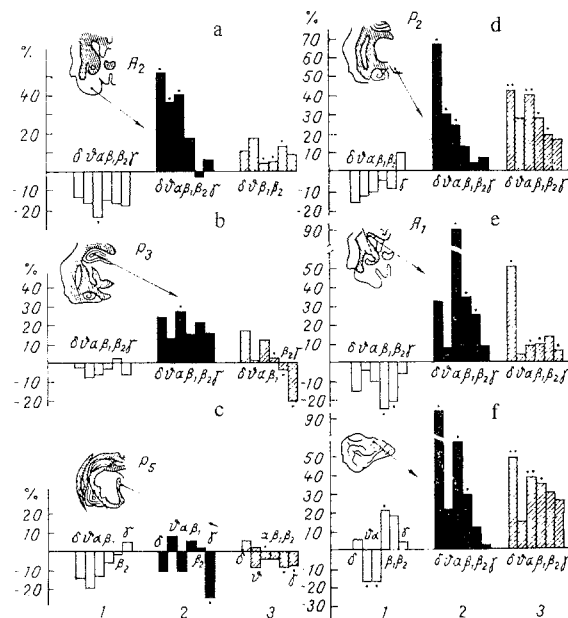 a
%
A₂
40
20
δ ϑ α β₁ β₂ γ
δ ϑ β₁ β₂
-10
-20
b
%
P₃
30
20
10
δ ϑ α β₁ β₂ γ
δ ϑ α β₁ β₂ γ
δ ϑ α β₁
β₂ γ
-10
-20
c
%
P₅
20
10
δ ϑ α β₁
β₂
γ
δ
ϑ α β₁
β₂
γ
δ
ϑ
α β₁ β₂
γ
-10
-20
1 2 3
d
%
P₂
70
60
50
40
30
20
10
δ ϑ α β₁ β₂
γ
δ ϑ α β₁ β₂ γ
δ ϑ α β₁ β₂ γ
-10
-20
e
90
A₁
50
30
10
δ ϑ α β₁ β₂ γ
δ ϑ α β₁ β₂ γ
δ ϑ α β₁ β₂ γ
-10
-20
f
90
50
40
30
20
10
δ
ϑ α
β₁ β₂
γ
δ ϑ α β₁ β₂ γ
δ ϑ α β₁ β₂ γ
-10
-20
-30
1 2 3